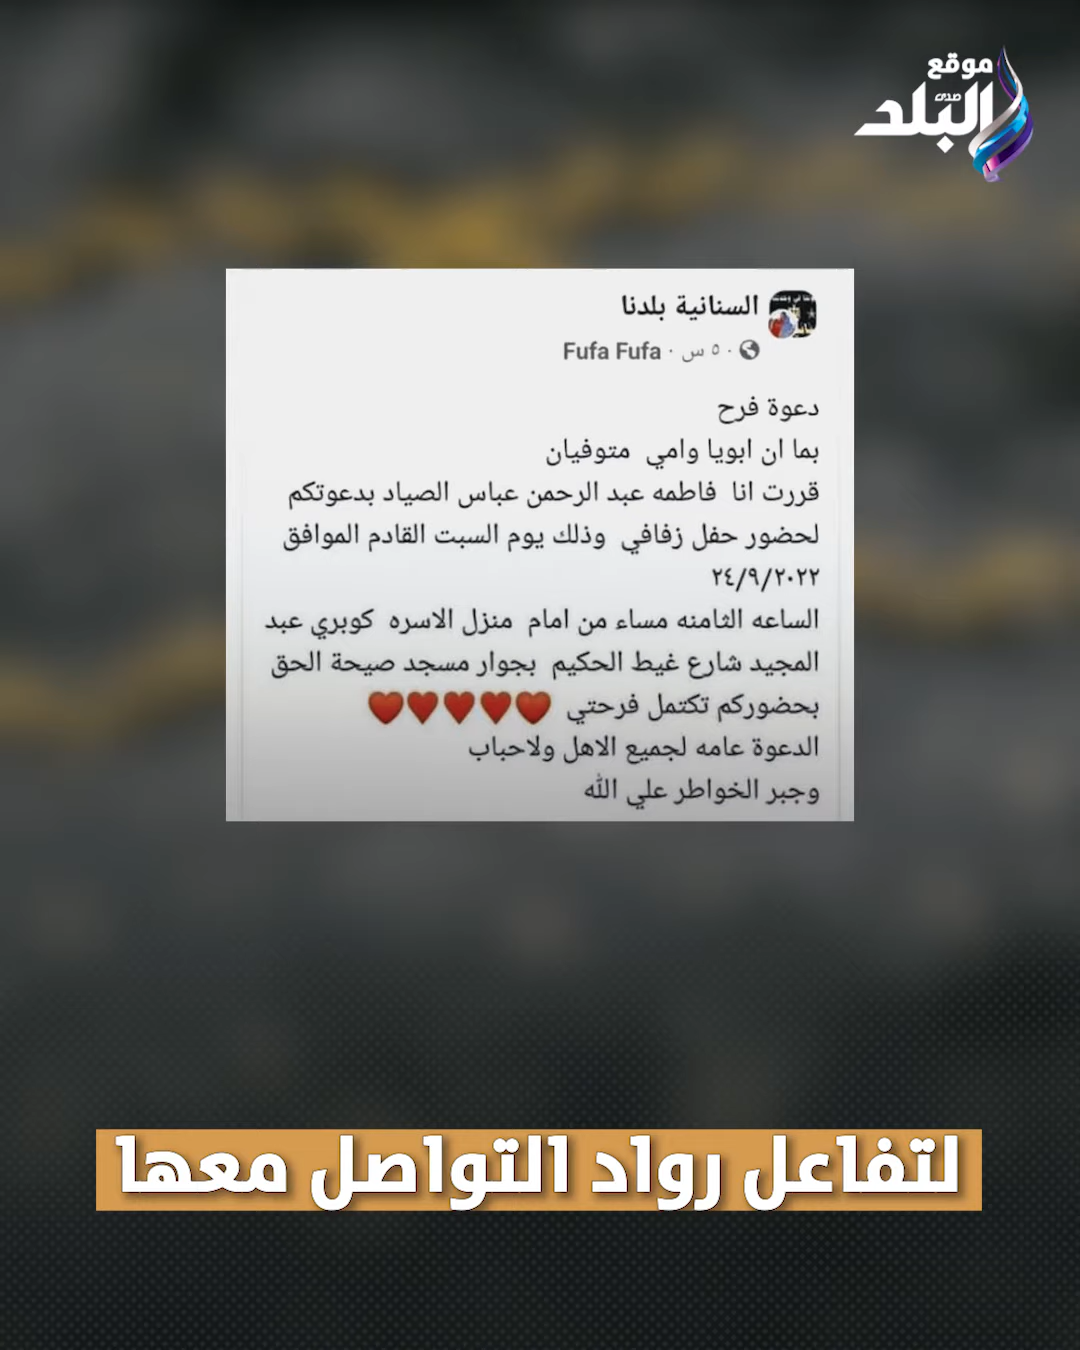 موقع
صدى
البلد
السنانية بلدنا
٥ س · Fufa Fufa ·
دعوة فرح
بما ان ابويا وامي متوفيان
قررت انا فاطمه عبد الرحمن عباس الصياد بدعوتكم
لحضور حفل زفافي وذلك يوم السبت القادم الموافق
٢٤/٩/٢٠٢٢
الساعه الثامنه مساء من امام منزل الاسره كوبري عبد
المجيد شارع غيط الحكيم بجوار مسجد صيحة الحق
بحضوركم تكتمل فرحتي ♥♥♥♥♥
الدعوة عامه لجميع الاهل ولاحباب
وجبر الخواطر علي الله
لتفاعل رواد التواصل معها